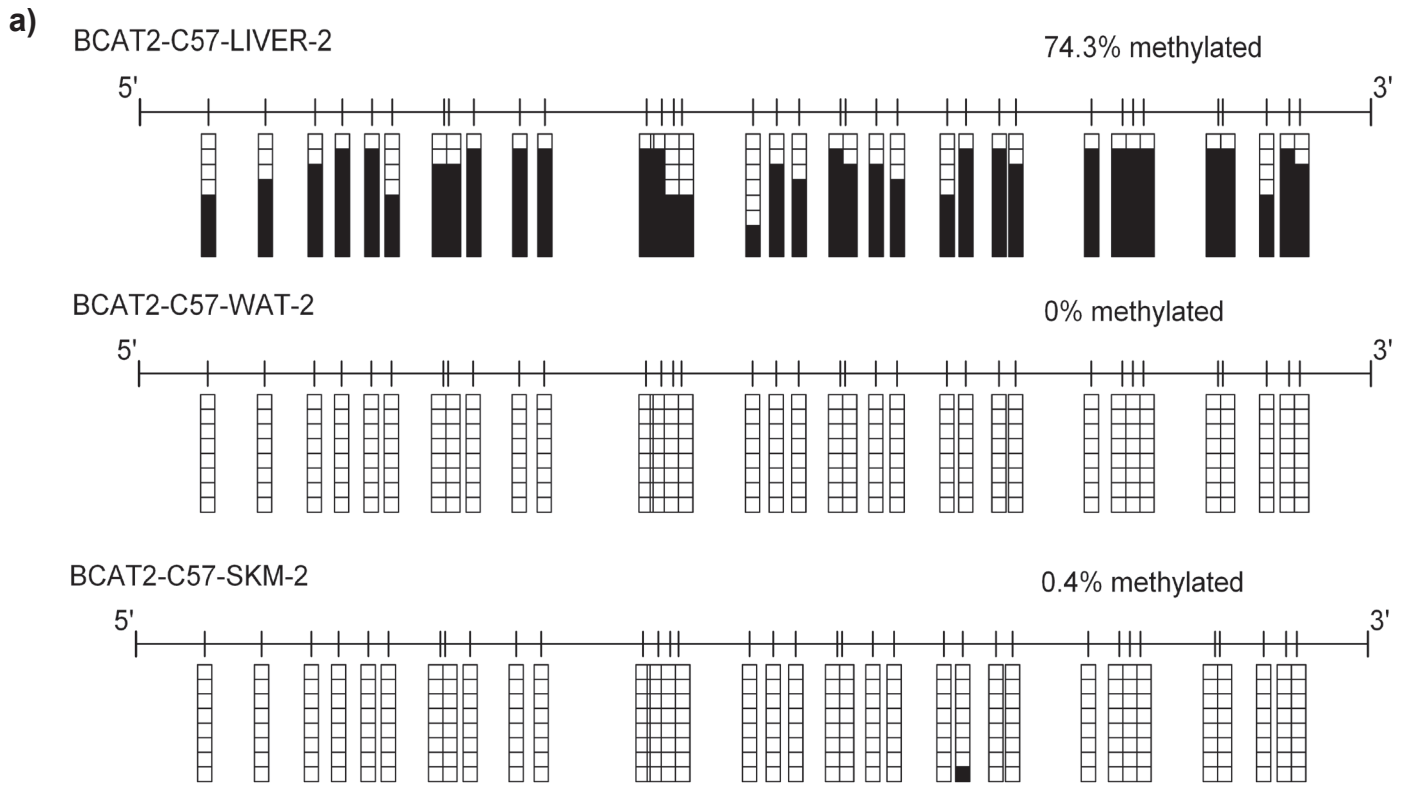 a)
BCAT2-C57-LIVER-2
74.3% methylated
5'
3'
BCAT2-C57-WAT-2
0% methylated
5'
3'
BCAT2-C57-SKM-2
0.4% methylated
5'
3'